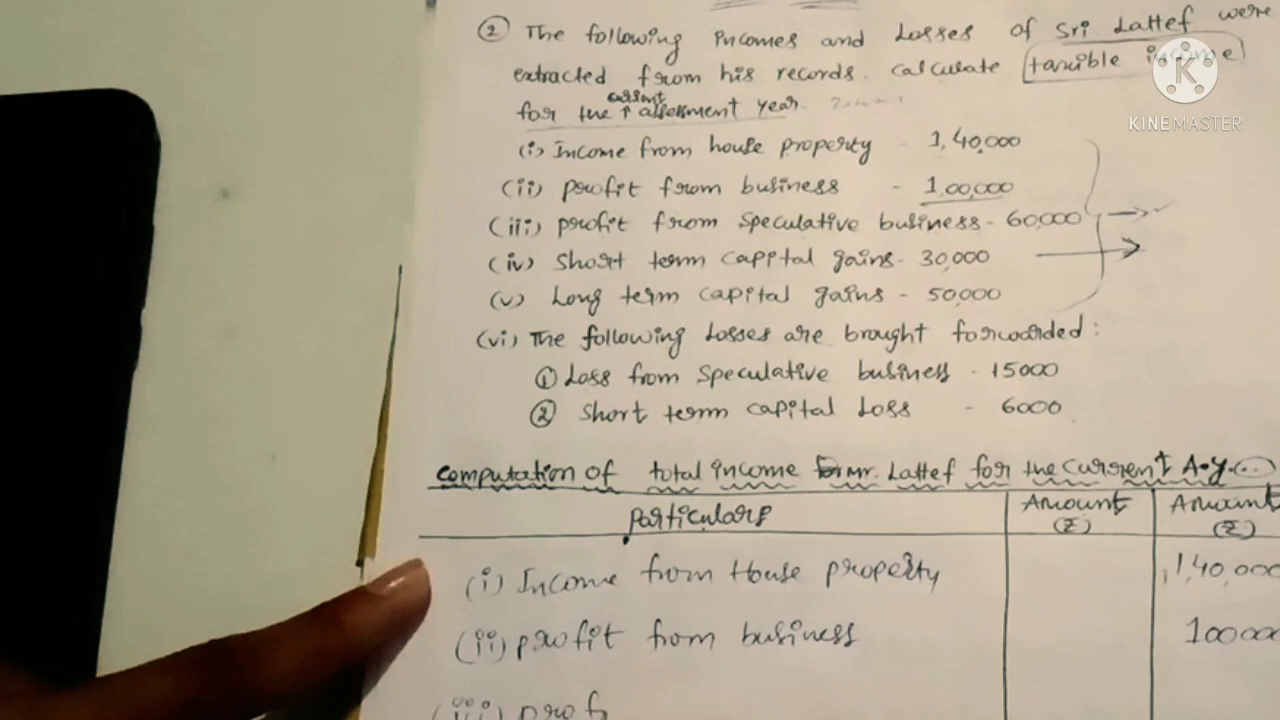 ② The following incomes and Losses of Sri Lattef were
extracted from his records. calculate taxible income
for the ↑ current assessment year.
(i) Income from house property - 1,40,000
(ii) profit from business - 1,00,000
(iii) profit from speculative business - 60,000
(iv) Short term capital gains - 30,000
(v) Long term capital gains - 50,000
(vi) The following Losses are brought forwarded :
① Loss from speculative business - 15000
② Short term capital Loss - 6000
computation of total income for Mr. Lattef for the current A.y...
particulars Amount (₹) Amount (₹)
(i) Income from House property 1,40,000
(ii) profit from business 100000
(iii) prof
K
KINEMASTER